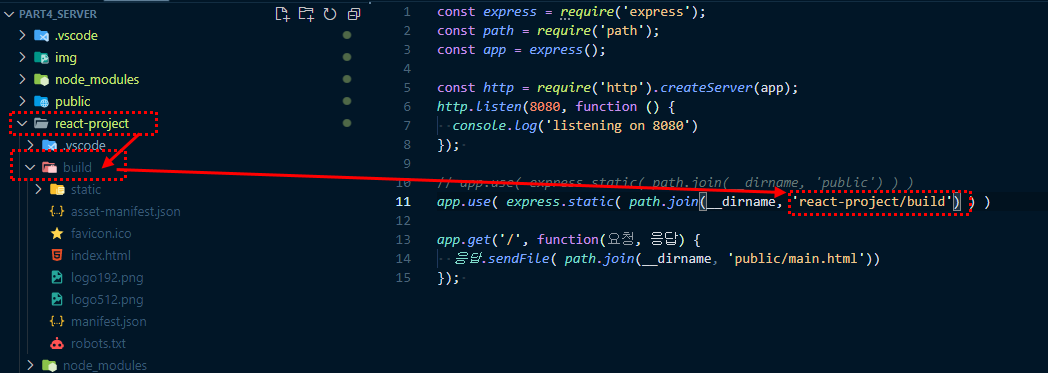 PART4_SERVER
.vscode
img
node_modules
public
react-project
.vscode
build
static
asset-manifest.json
favicon.ico
index.html
logo192.png
logo512.png
manifest.json
robots.txt
node_modules
1 const express = require('express');
2 const path = require('path');
3 const app = express();
4
5 const http = require('http').createServer(app);
6 http.listen(8080, function () {
7 console.log('listening on 8080')
8 });
9
10 // app.use( express.static( path.join(__dirname, 'public') ) )
11 app.use( express.static( path.join(__dirname, 'react-project/build') ) )
12
13 app.get('/', function(요청, 응답) {
14 응답.sendFile( path.join(__dirname, 'public/main.html'))
15 });